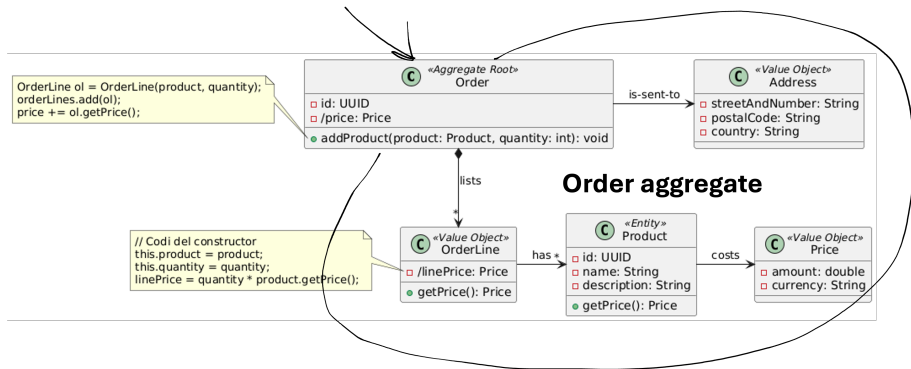 OrderLine ol = OrderLine(product, quantity);
orderLines.add(ol);
price += ol.getPrice();
C
«Aggregate Root»
Order
id: UUID
/price: Price
addProduct(product: Product, quantity: int): void
is-sent-to
C
«Value Object»
Address
streetAndNumber: String
postalCode: String
country: String
lists
*
Order aggregate
// Codi del constructor
this.product = product;
this.quantity = quantity;
linePrice = quantity * product.getPrice();
C
«Value Object»
OrderLine
/linePrice: Price
getPrice(): Price
has *
C
«Entity»
Product
id: UUID
name: String
description: String
getPrice(): Price
costs
C
«Value Object»
Price
amount: double
currency: String